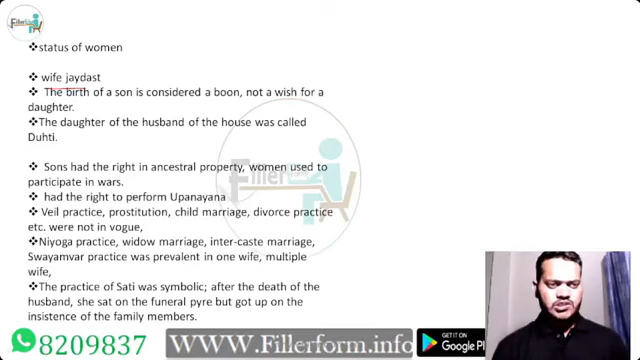 Fillerform
❖status of women
❖ wife jaydast
❖ The birth of a son is considered a boon, not a wish for a
daughter.
❖The daughter of the husband of the house was called
Duhti.
❖ Sons had the right in ancestral property, women used to
participate in wars.
❖ had the right to perform Upanayana
❖ Veil practice, prostitution, child marriage, divorce practice
etc. were not in vogue,
❖Niyoga practice, widow marriage, inter-caste marriage,
Swayamvar practice was prevalent in one wife, multiple
wife,
❖The practice of Sati was symbolic; after the death of the
husband, she sat on the funeral pyre but got up on the
insistence of the family members.
8209837
www.Fillerform.info
GET IT ON
Google Pl